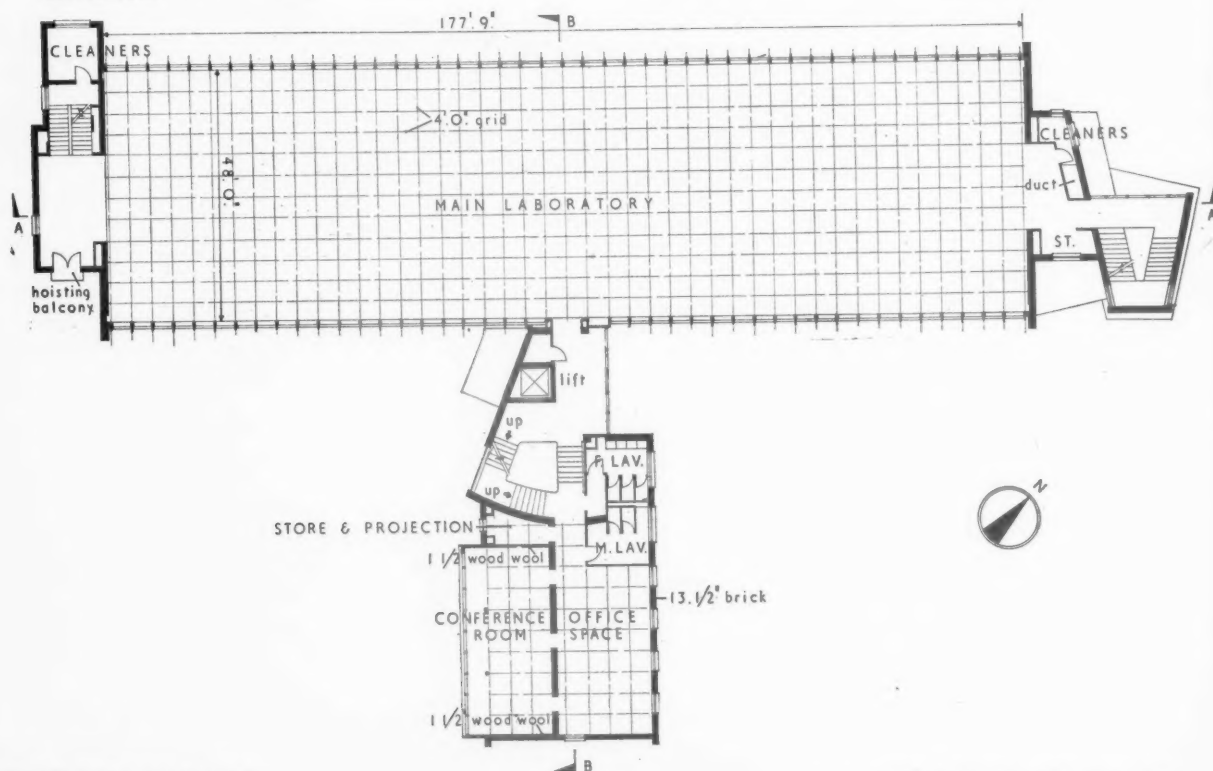 177'.9".
B
CLEANERS
4'.0". grid
48'.0".
CLEANERS
duct
MAIN LABORATORY
A
A
ST.
hoisting
balcony
lift
up
F. LAV.
up
N
STORE & PROJECTION
M. LAV.
1 1/2 wood wool
13.1/2" brick
CONFERENCE
ROOM
OFFICE
SPACE
1 1/2 wood wool
B